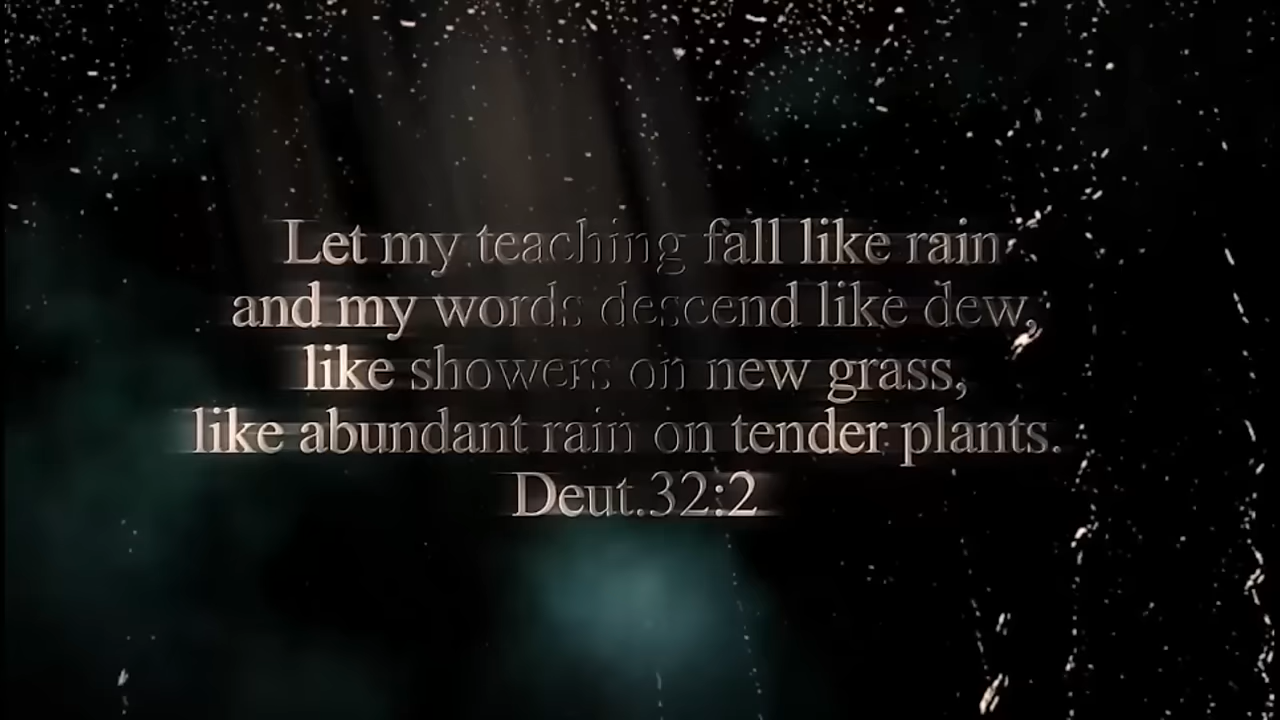 Let my teaching fall like rain
and my words descend like dew,
like showers on new grass,
like abundant rain on tender plants.
Deut.32:2